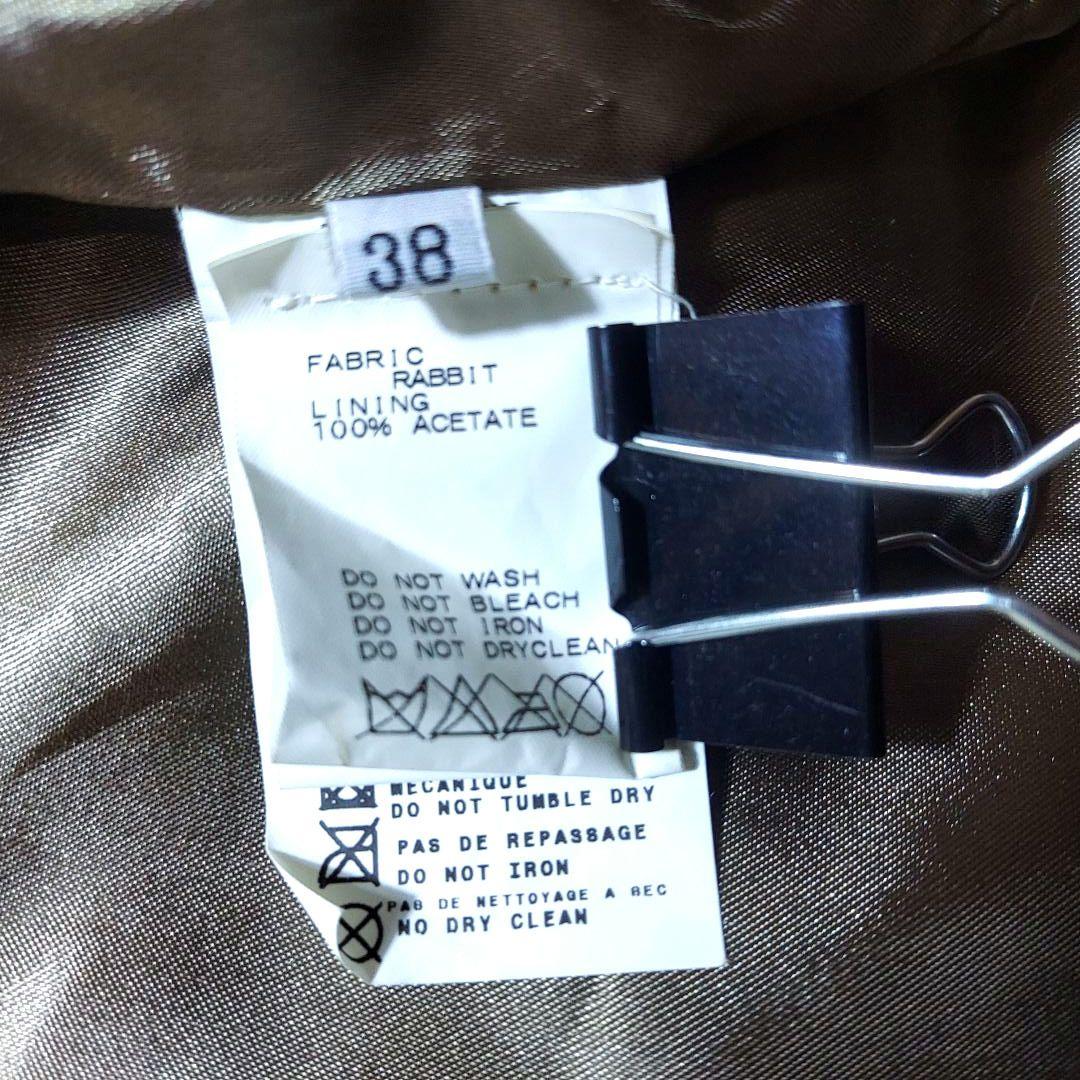 38
FABRIC
RABBIT
LINING
100% ACETATE
DO NOT WASH
DO NOT BLEACH
DO NOT IRON
DO NOT DRYCLEAN
MECANIQUE
DO NOT TUMBLE DRY
PAS DE REPASSAGE
DO NOT IRON
PAS DE NETTOYAGE A SEC
NO DRY CLEAN